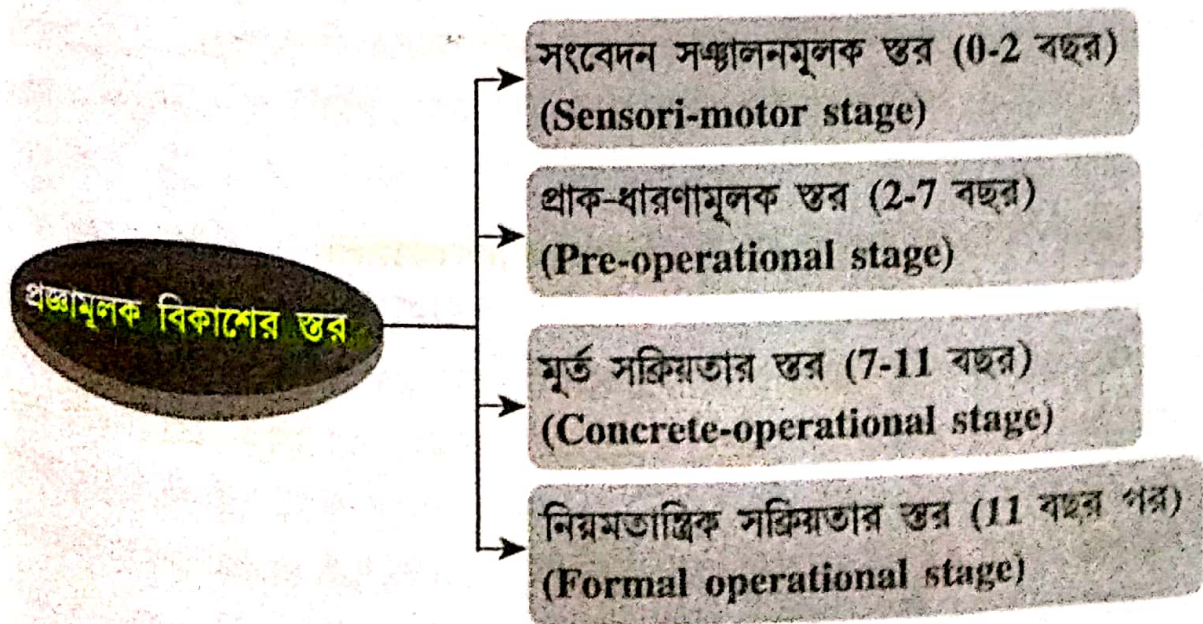 প্রজ্ঞামূলক বিকাশের স্তর
সংবেদন সঞ্চালনমূলক স্তর (0-2 বছর)
(Sensori-motor stage)
প্রাক-ধারণামূলক স্তর (2-7 বছর)
(Pre-operational stage)
মূর্ত সক্রিয়তার স্তর (7-11 বছর)
(Concrete-operational stage)
নিয়মতান্ত্রিক সক্রিয়তার স্তর (11 বছর পর)
(Formal operational stage)